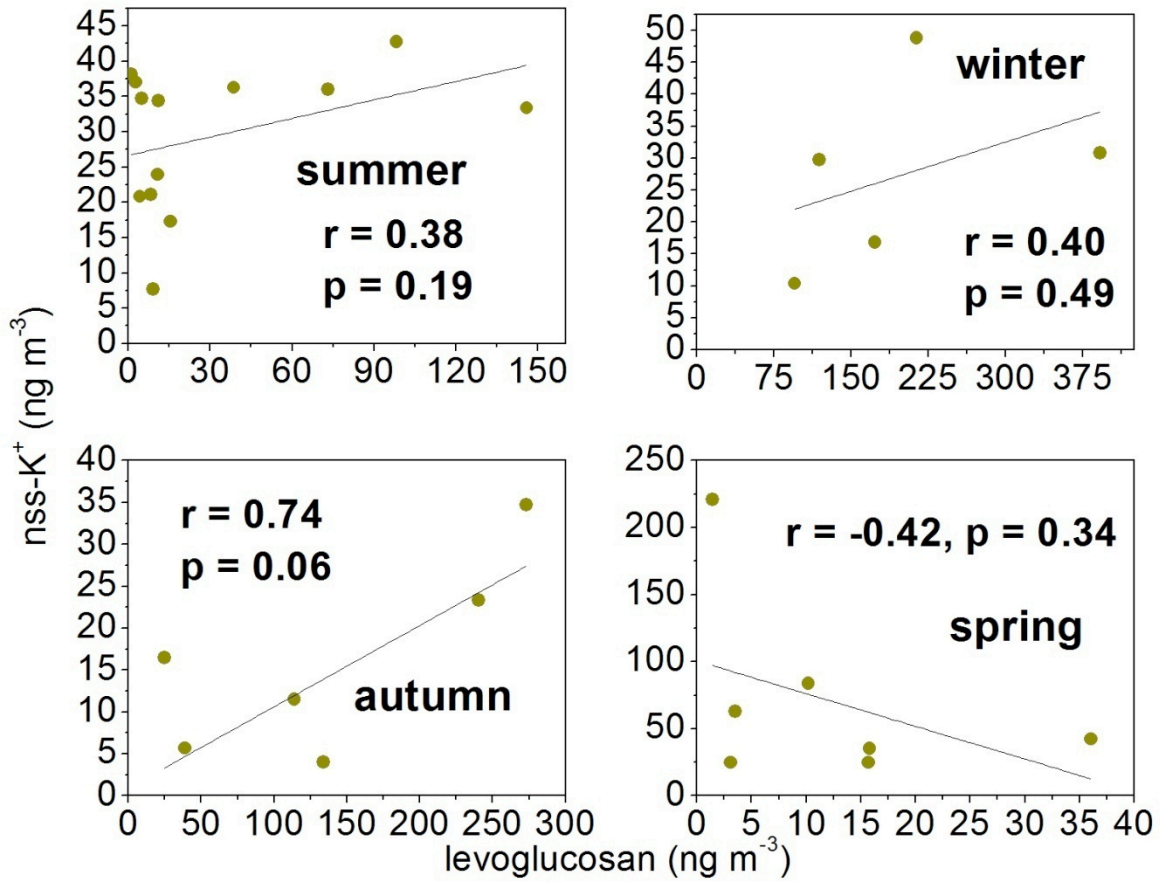 45
40
35
30
25
20
15
10
5
0
summer
r = 0.38
p = 0.19
0 30 60 90 120 150
50
45
40
35
30
25
20
15
10
5
0
winter
r = 0.40
p = 0.49
0 75 150 225 300 375
nss-K⁺ (ng m⁻³)
40
35
30
25
20
15
10
5
0
r = 0.74
p = 0.06
autumn
0 50 100 150 200 250 300
250
200
150
100
50
0
r = -0.42, p = 0.34
spring
0 5 10 15 20 25 30 35 40
levoglucosan (ng m⁻³)